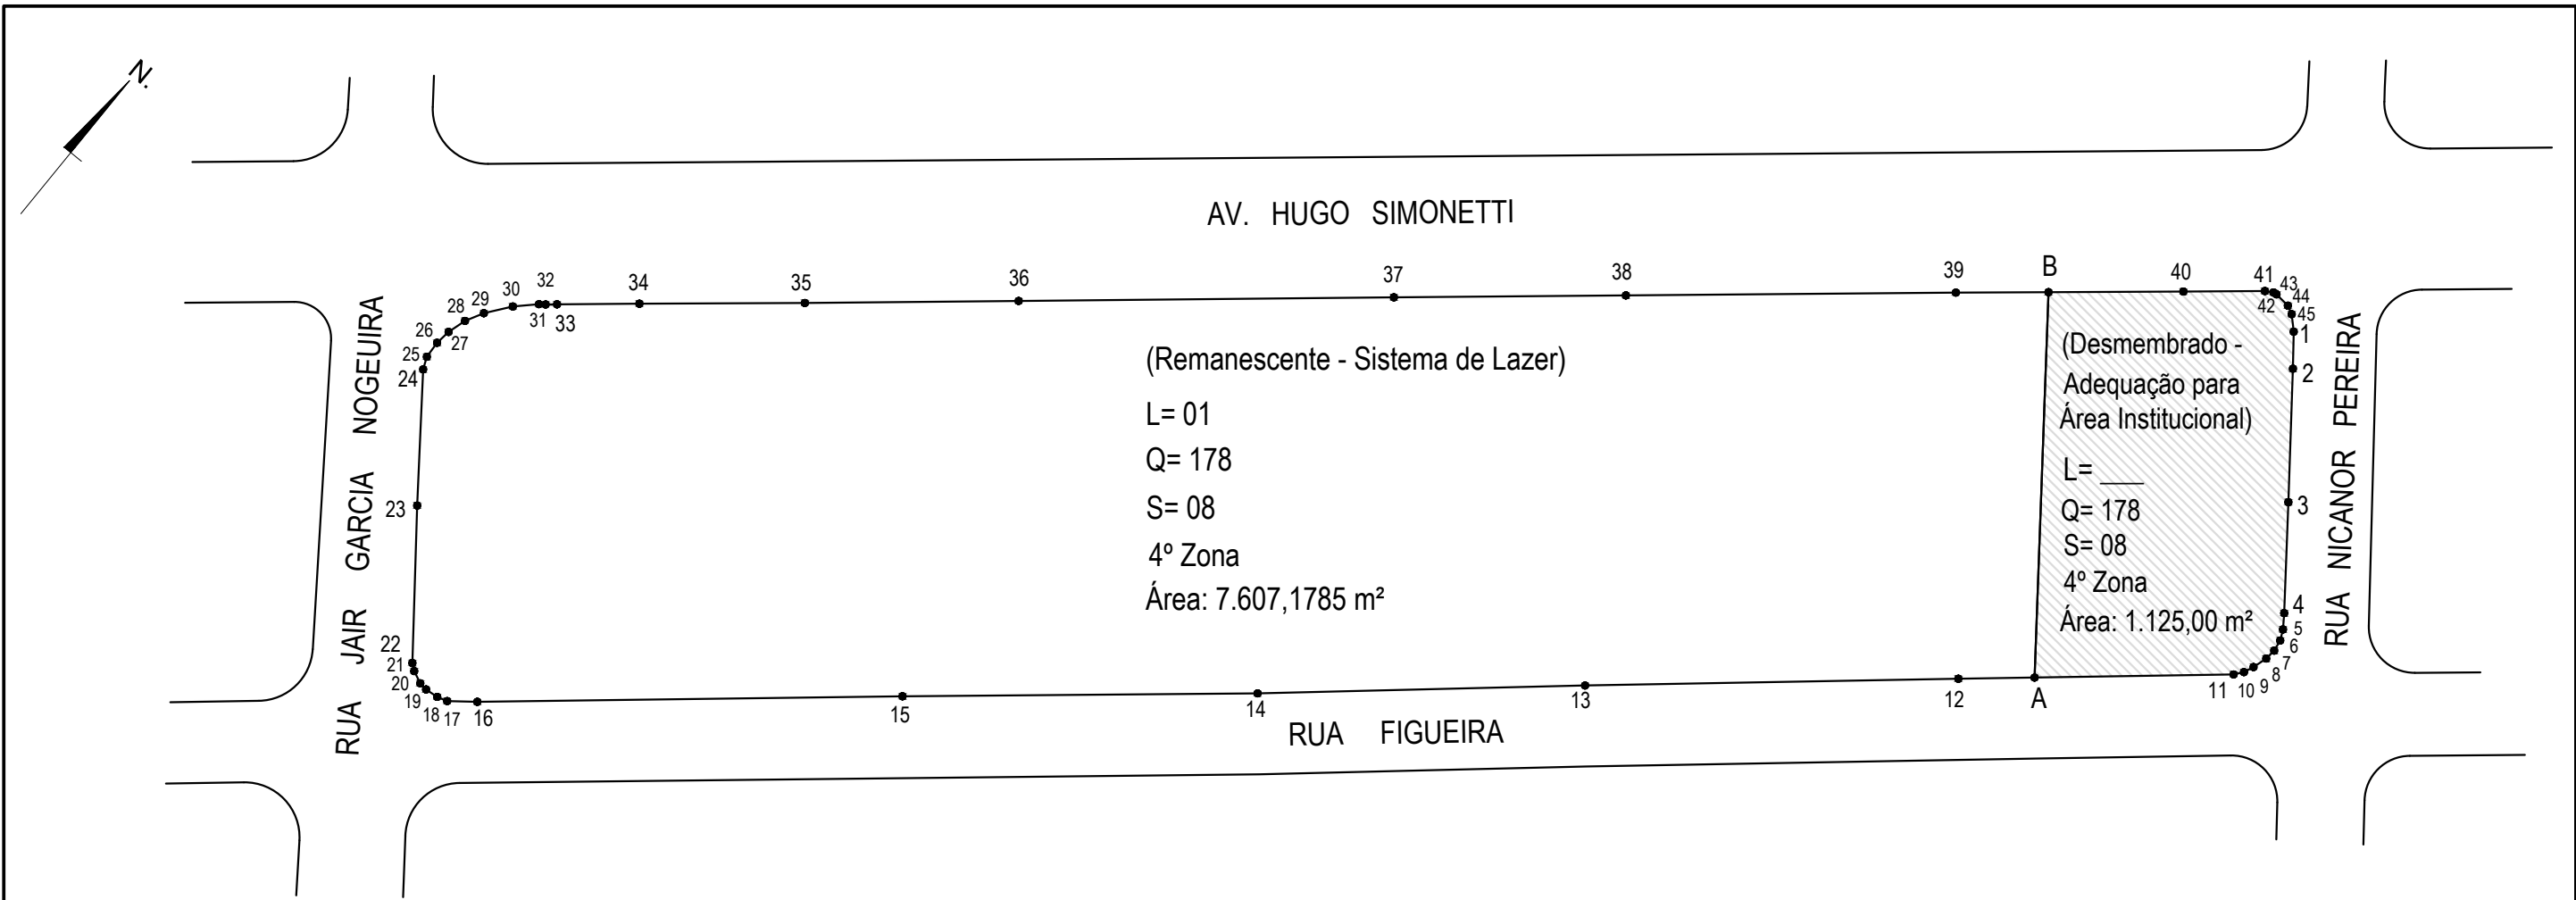 N.
AV. HUGO SIMONETTI
B
39
38
37
36
35
34
32
30
29
28
26
25
24
27
31
33
40
41
43
42
44
45
1
2
3
4
5
6
7
8
9
10
11
A
12
13
14
15
16
17
18
19
20
21
22
23
RUA JAIR GARCIA NOGEUIRA
(Remanescente - Sistema de Lazer)
L= 01
Q= 178
S= 08
4º Zona
Área: 7.607,1785 m²
(Desmembrado -
Adequação para
Área Institucional)
L= ___
Q= 178
S= 08
4º Zona
Área: 1.125,00 m²
RUA NICANOR PEREIRA
RUA FIGUEIRA